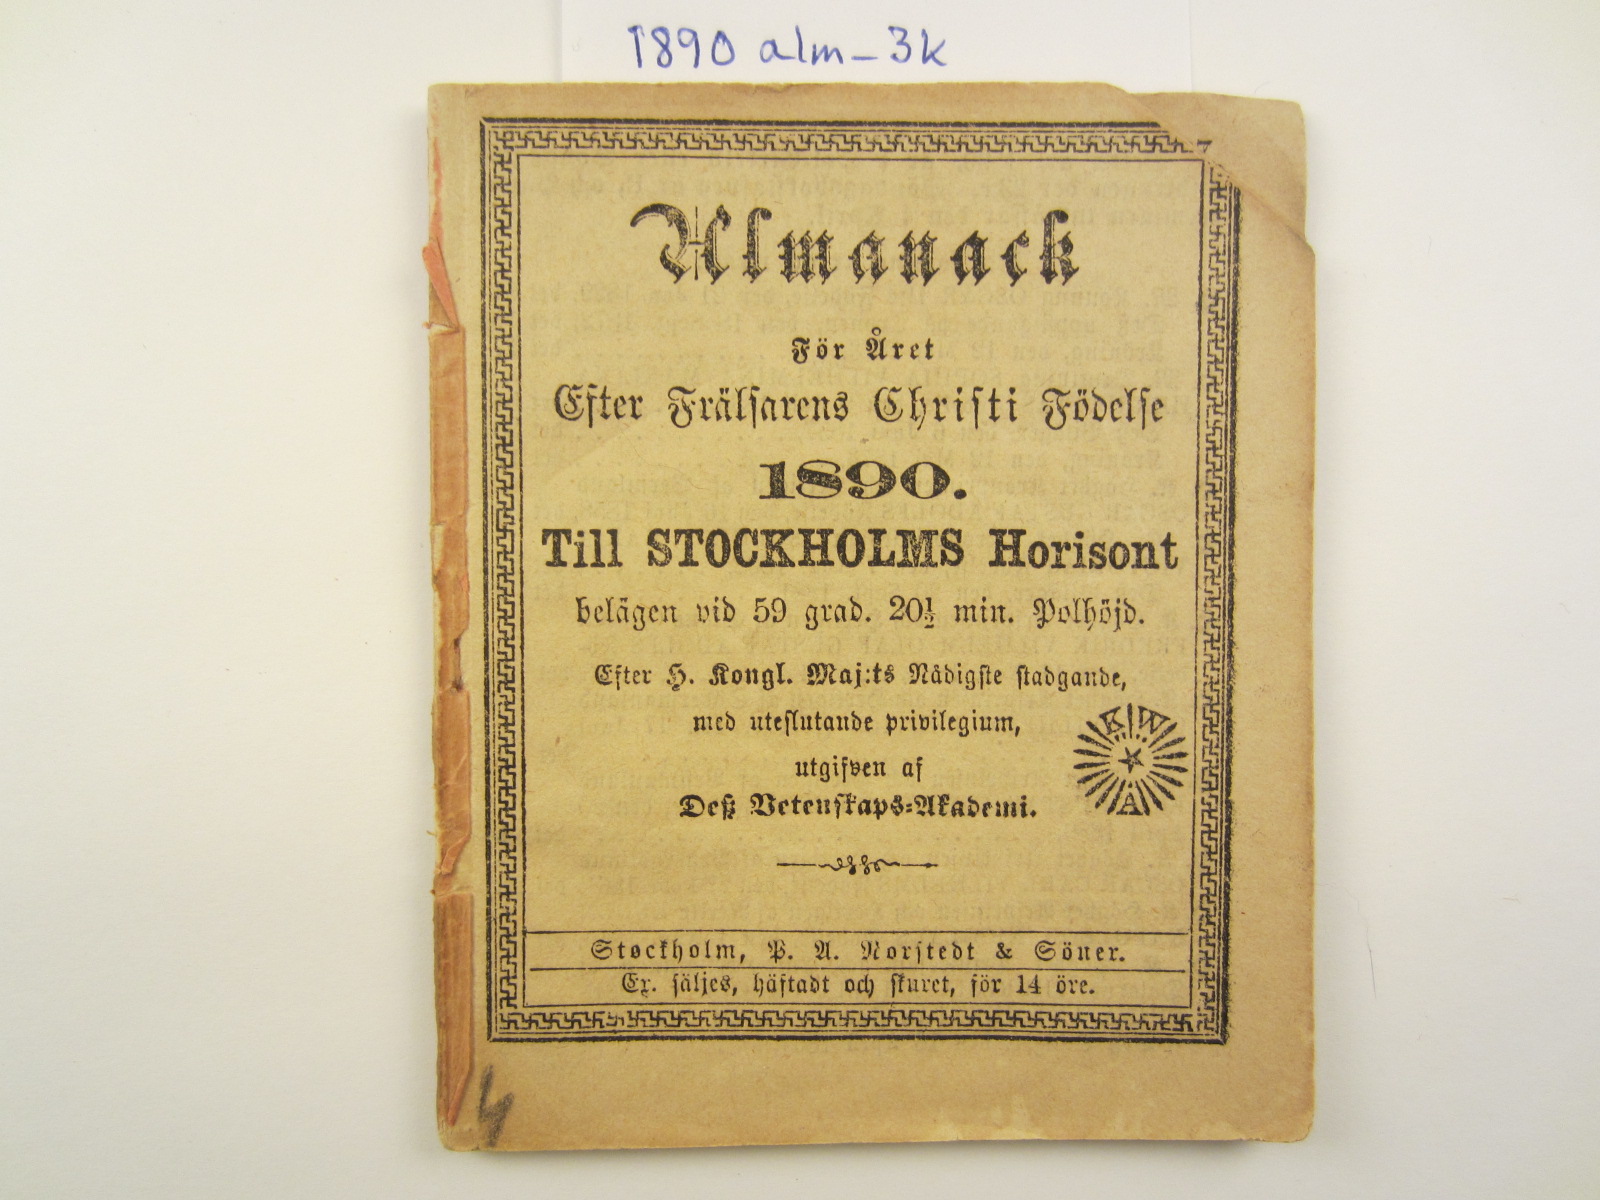 1890 alm-3k
Almanack
För Året
Efter Frälsarens Christi Födelse
1890.
Till STOCKHOLMS Horisont
belägen vid 59 grad. 20½ min. Polhöjd.
Efter H. Kongl. Maj:ts Nådigste stadgande,
med uteslutande privilegium,
utgifven af
Deß Vetenskaps-Akademi.
K W
A
Stockholm, P. A. Norstedt & Söner.
Ex. säljes, häftadt och skuret, för 14 öre.
4